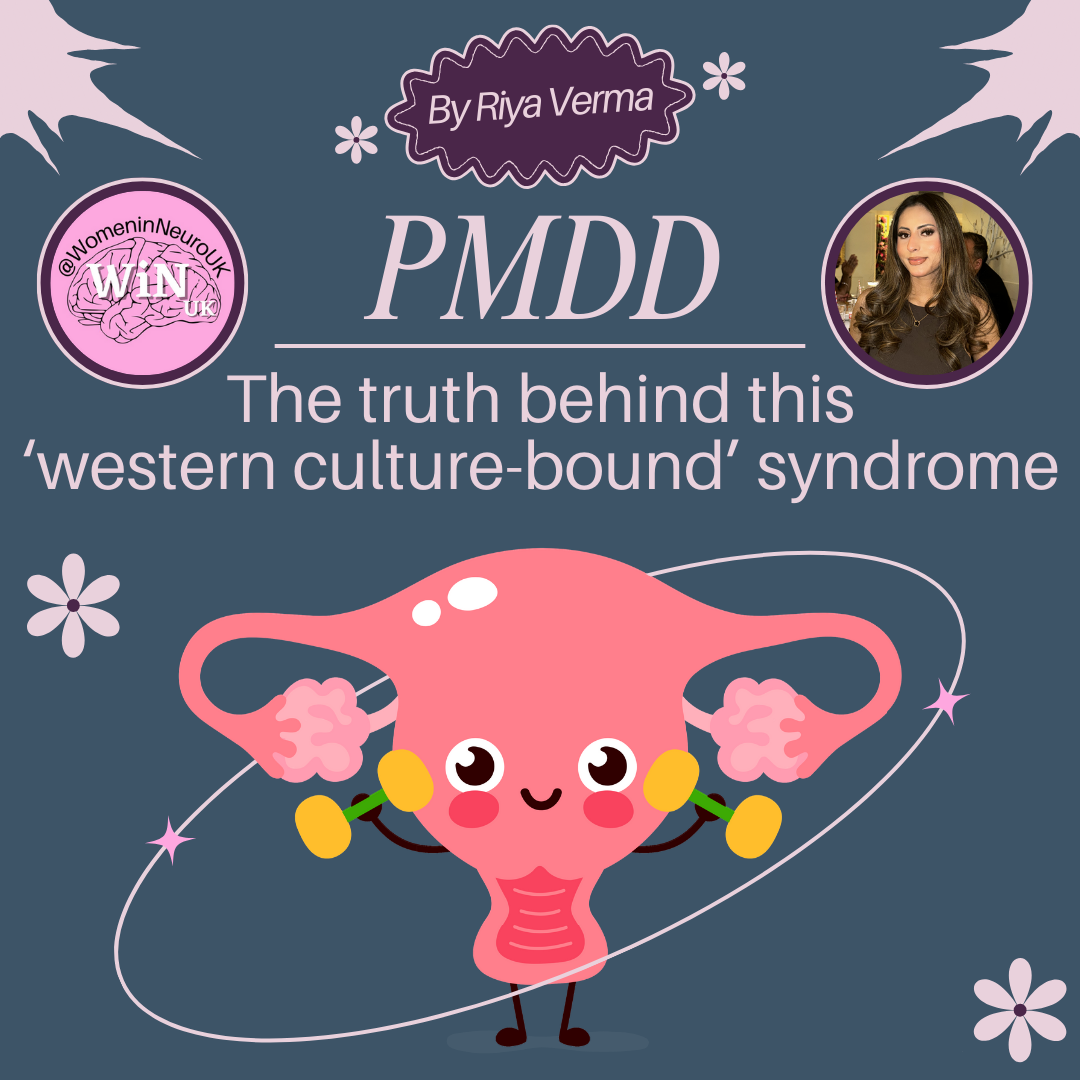 By Riya Verma
@WomeninNeuroUK
WiN
UK
PMDD
The truth behind this
‘western culture-bound’ syndrome